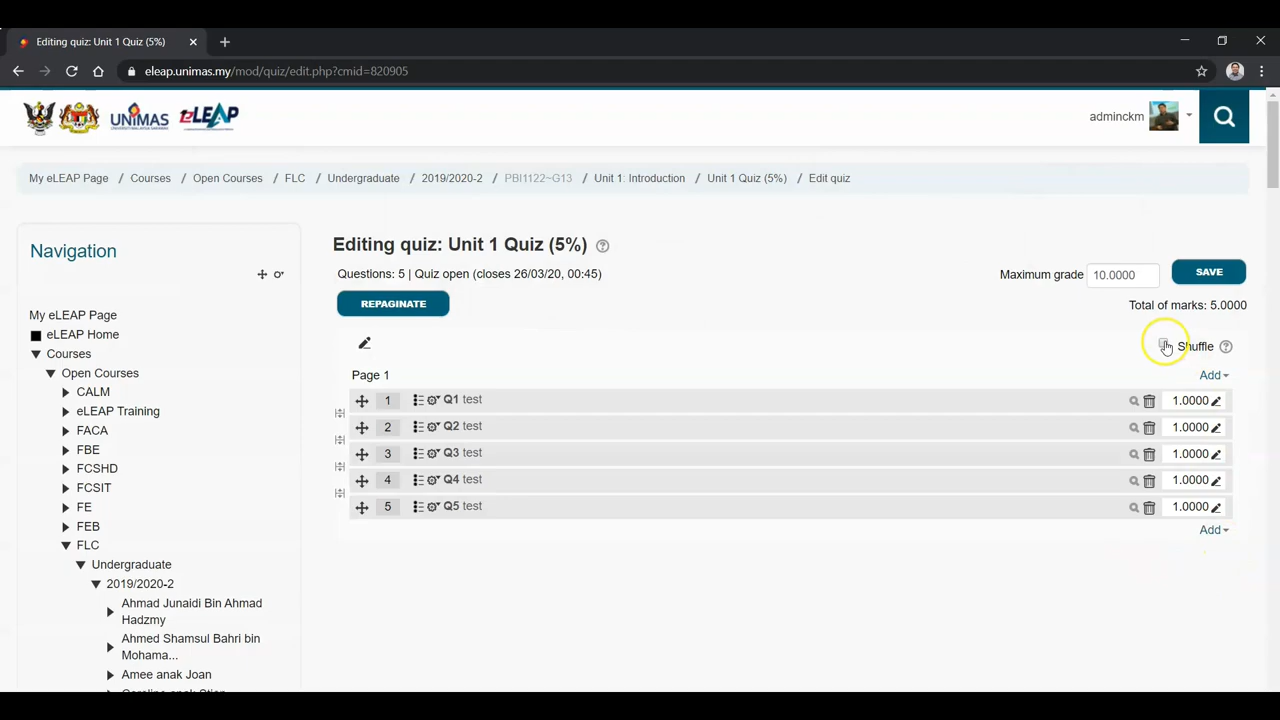 Editing quiz: Unit 1 Quiz (5%)
eleap.unimas.my/mod/quiz/edit.php?cmid=820905
UNIMAS
eLEAP
adminckm
My eLEAP Page / Courses / Open Courses / FLC / Undergraduate / 2019/2020-2 / PBI1122~G13 / Unit 1: Introduction / Unit 1 Quiz (5%) / Edit quiz
Navigation
My eLEAP Page
eLEAP Home
Courses
Open Courses
CALM
eLEAP Training
FACA
FBE
FCSHD
FCSIT
FE
FEB
FLC
Undergraduate
2019/2020-2
Ahmad Junaidi Bin Ahmad
Hadzmy
Ahmed Shamsul Bahri bin
Mohama...
Amee anak Joan
Editing quiz: Unit 1 Quiz (5%)
Questions: 5 | Quiz open (closes 26/03/20, 00:45)
Maximum grade 10.0000 SAVE
REPAGINATE
Total of marks: 5.0000
Shuffle
Page 1 Add
1 Q1 test 1.0000
2 Q2 test 1.0000
3 Q3 test 1.0000
4 Q4 test 1.0000
5 Q5 test 1.0000
Add